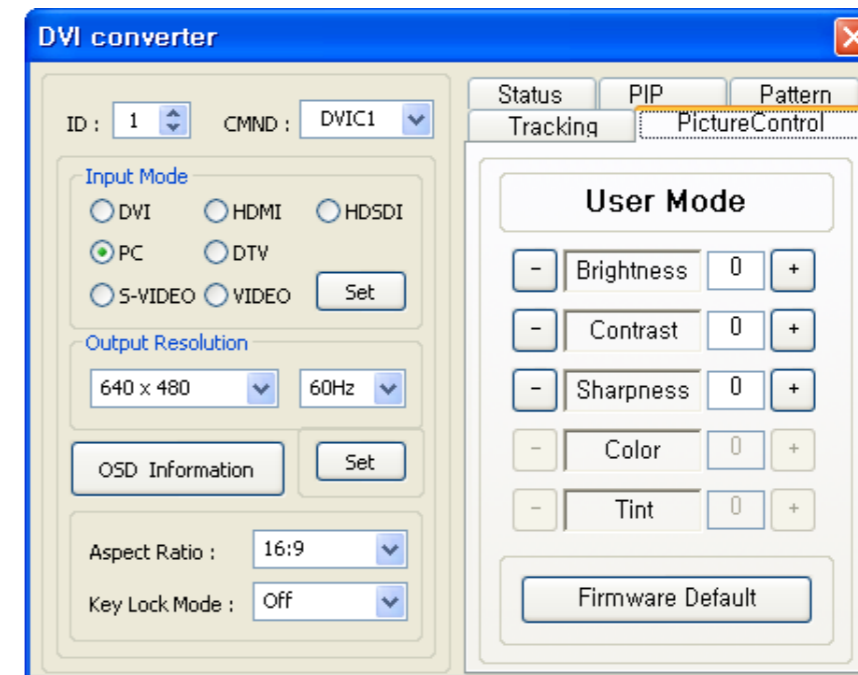 DVI converter
ID : 1 CMND : DVIC1
Input Mode
DVI HDMI HDSDI
PC DTV
S-VIDEO VIDEO Set
Output Resolution
640 x 480 60Hz
OSD Information Set
Aspect Ratio : 16:9
Key Lock Mode : Off
Status PIP Pattern
Tracking PictureControl
User Mode
- Brightness 0 +
- Contrast 0 +
- Sharpness 0 +
- Color 0 +
- Tint 0 +
Firmware Default